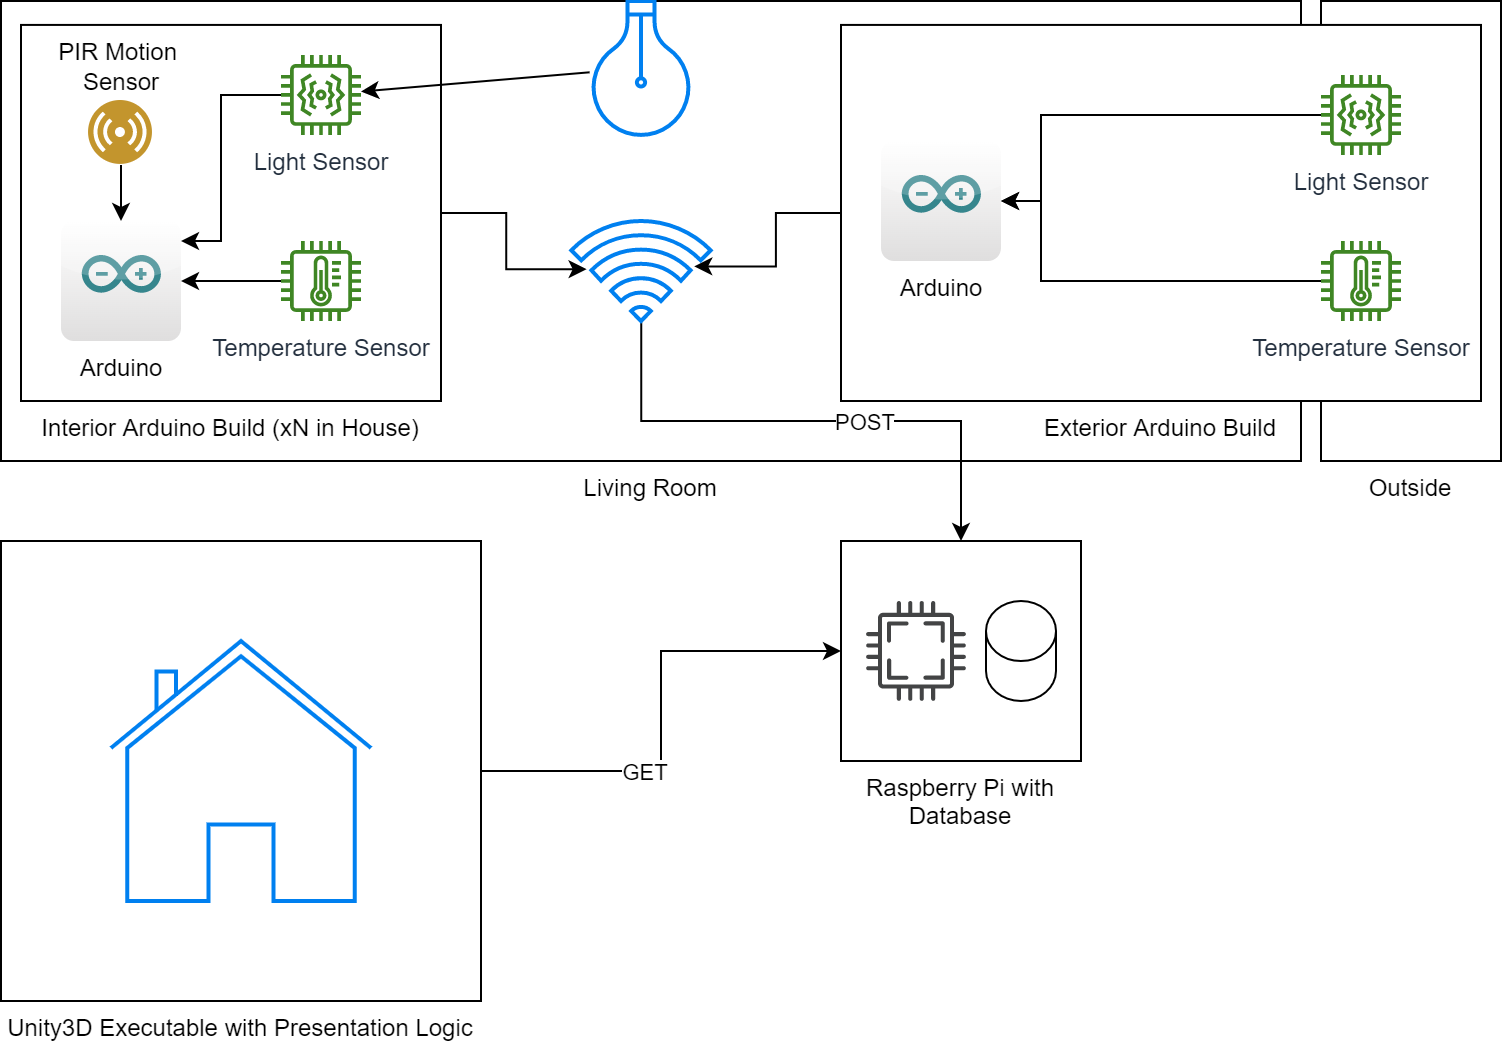 PIR Motion
Sensor
Light Sensor
Temperature Sensor
Arduino
Interior Arduino Build (xN in House)
Light Sensor
Arduino
Temperature Sensor
Exterior Arduino Build
POST
Living Room
Outside
GET
Raspberry Pi with
Database
Unity3D Executable with Presentation Logic